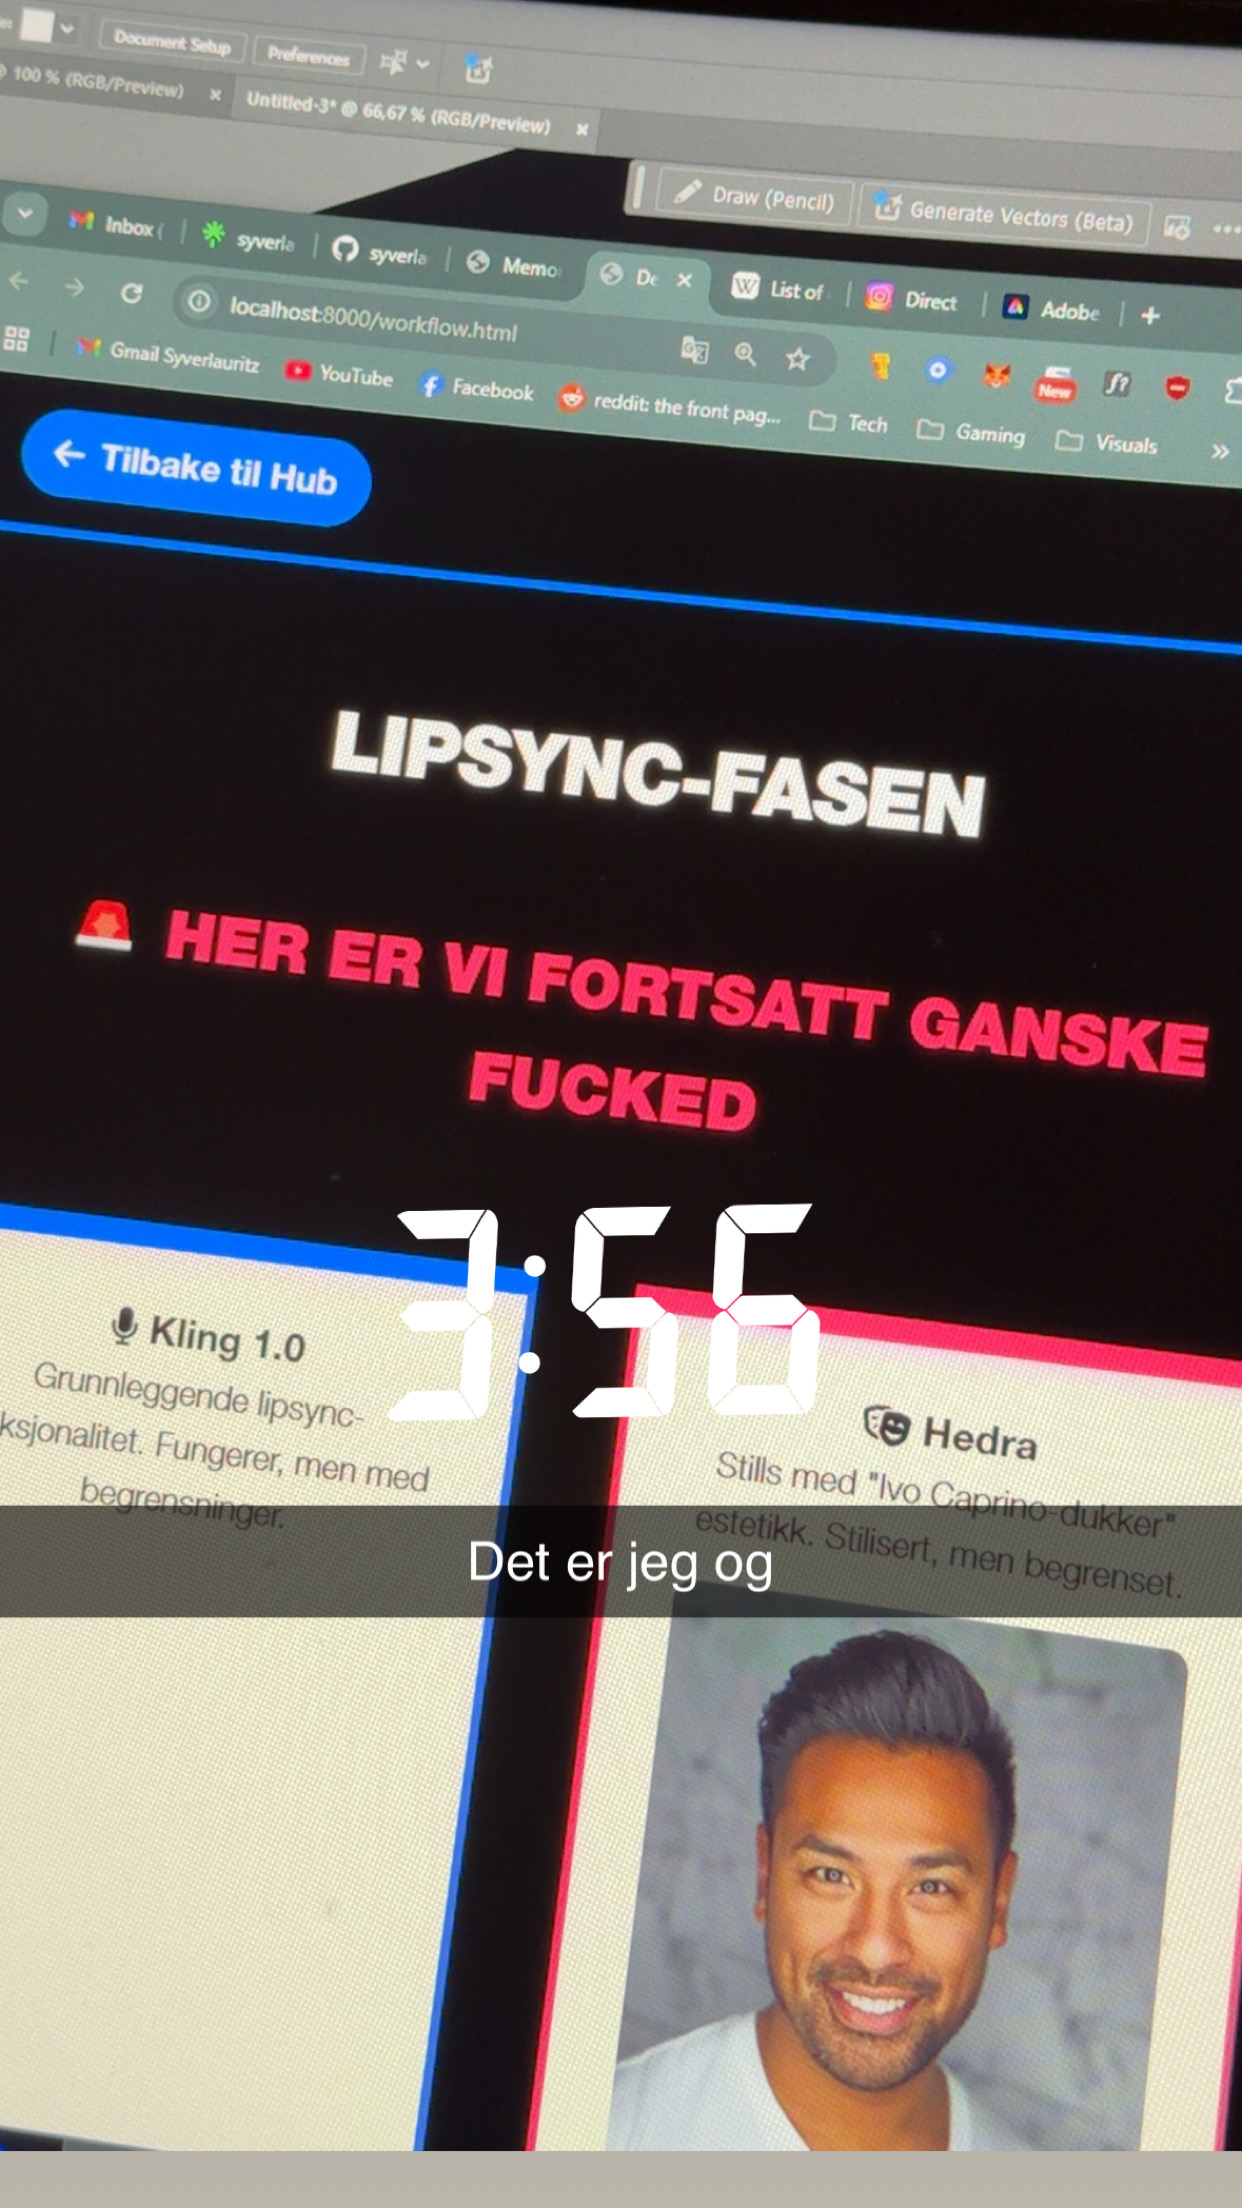 Document Setup
Preferences
100 % (RGB/Preview) ×
Untitled-3* @ 66,67 % (RGB/Preview) ×
Draw (Pencil)
Generate Vectors (Beta)
Inbox (
syverla
syverla
Memo
De
List of
Direct
Adobe
localhost:8000/workflow.html
New
f?
Gmail Syverlauritz
YouTube
Facebook
reddit: the front pag...
Tech
Gaming
Visuals
»
← Tilbake til Hub
LIPSYNC-FASEN
HER ER VI FORTSATT GANSKE
FUCKED
3:56
Kling 1.0
Grunnleggende lipsync-
ksjonalitet. Fungerer, men med
begrensninger.
Hedra
Stills med "Ivo Caprino-dukker"
estetikk. Stilisert, men begrenset.
Det er jeg og